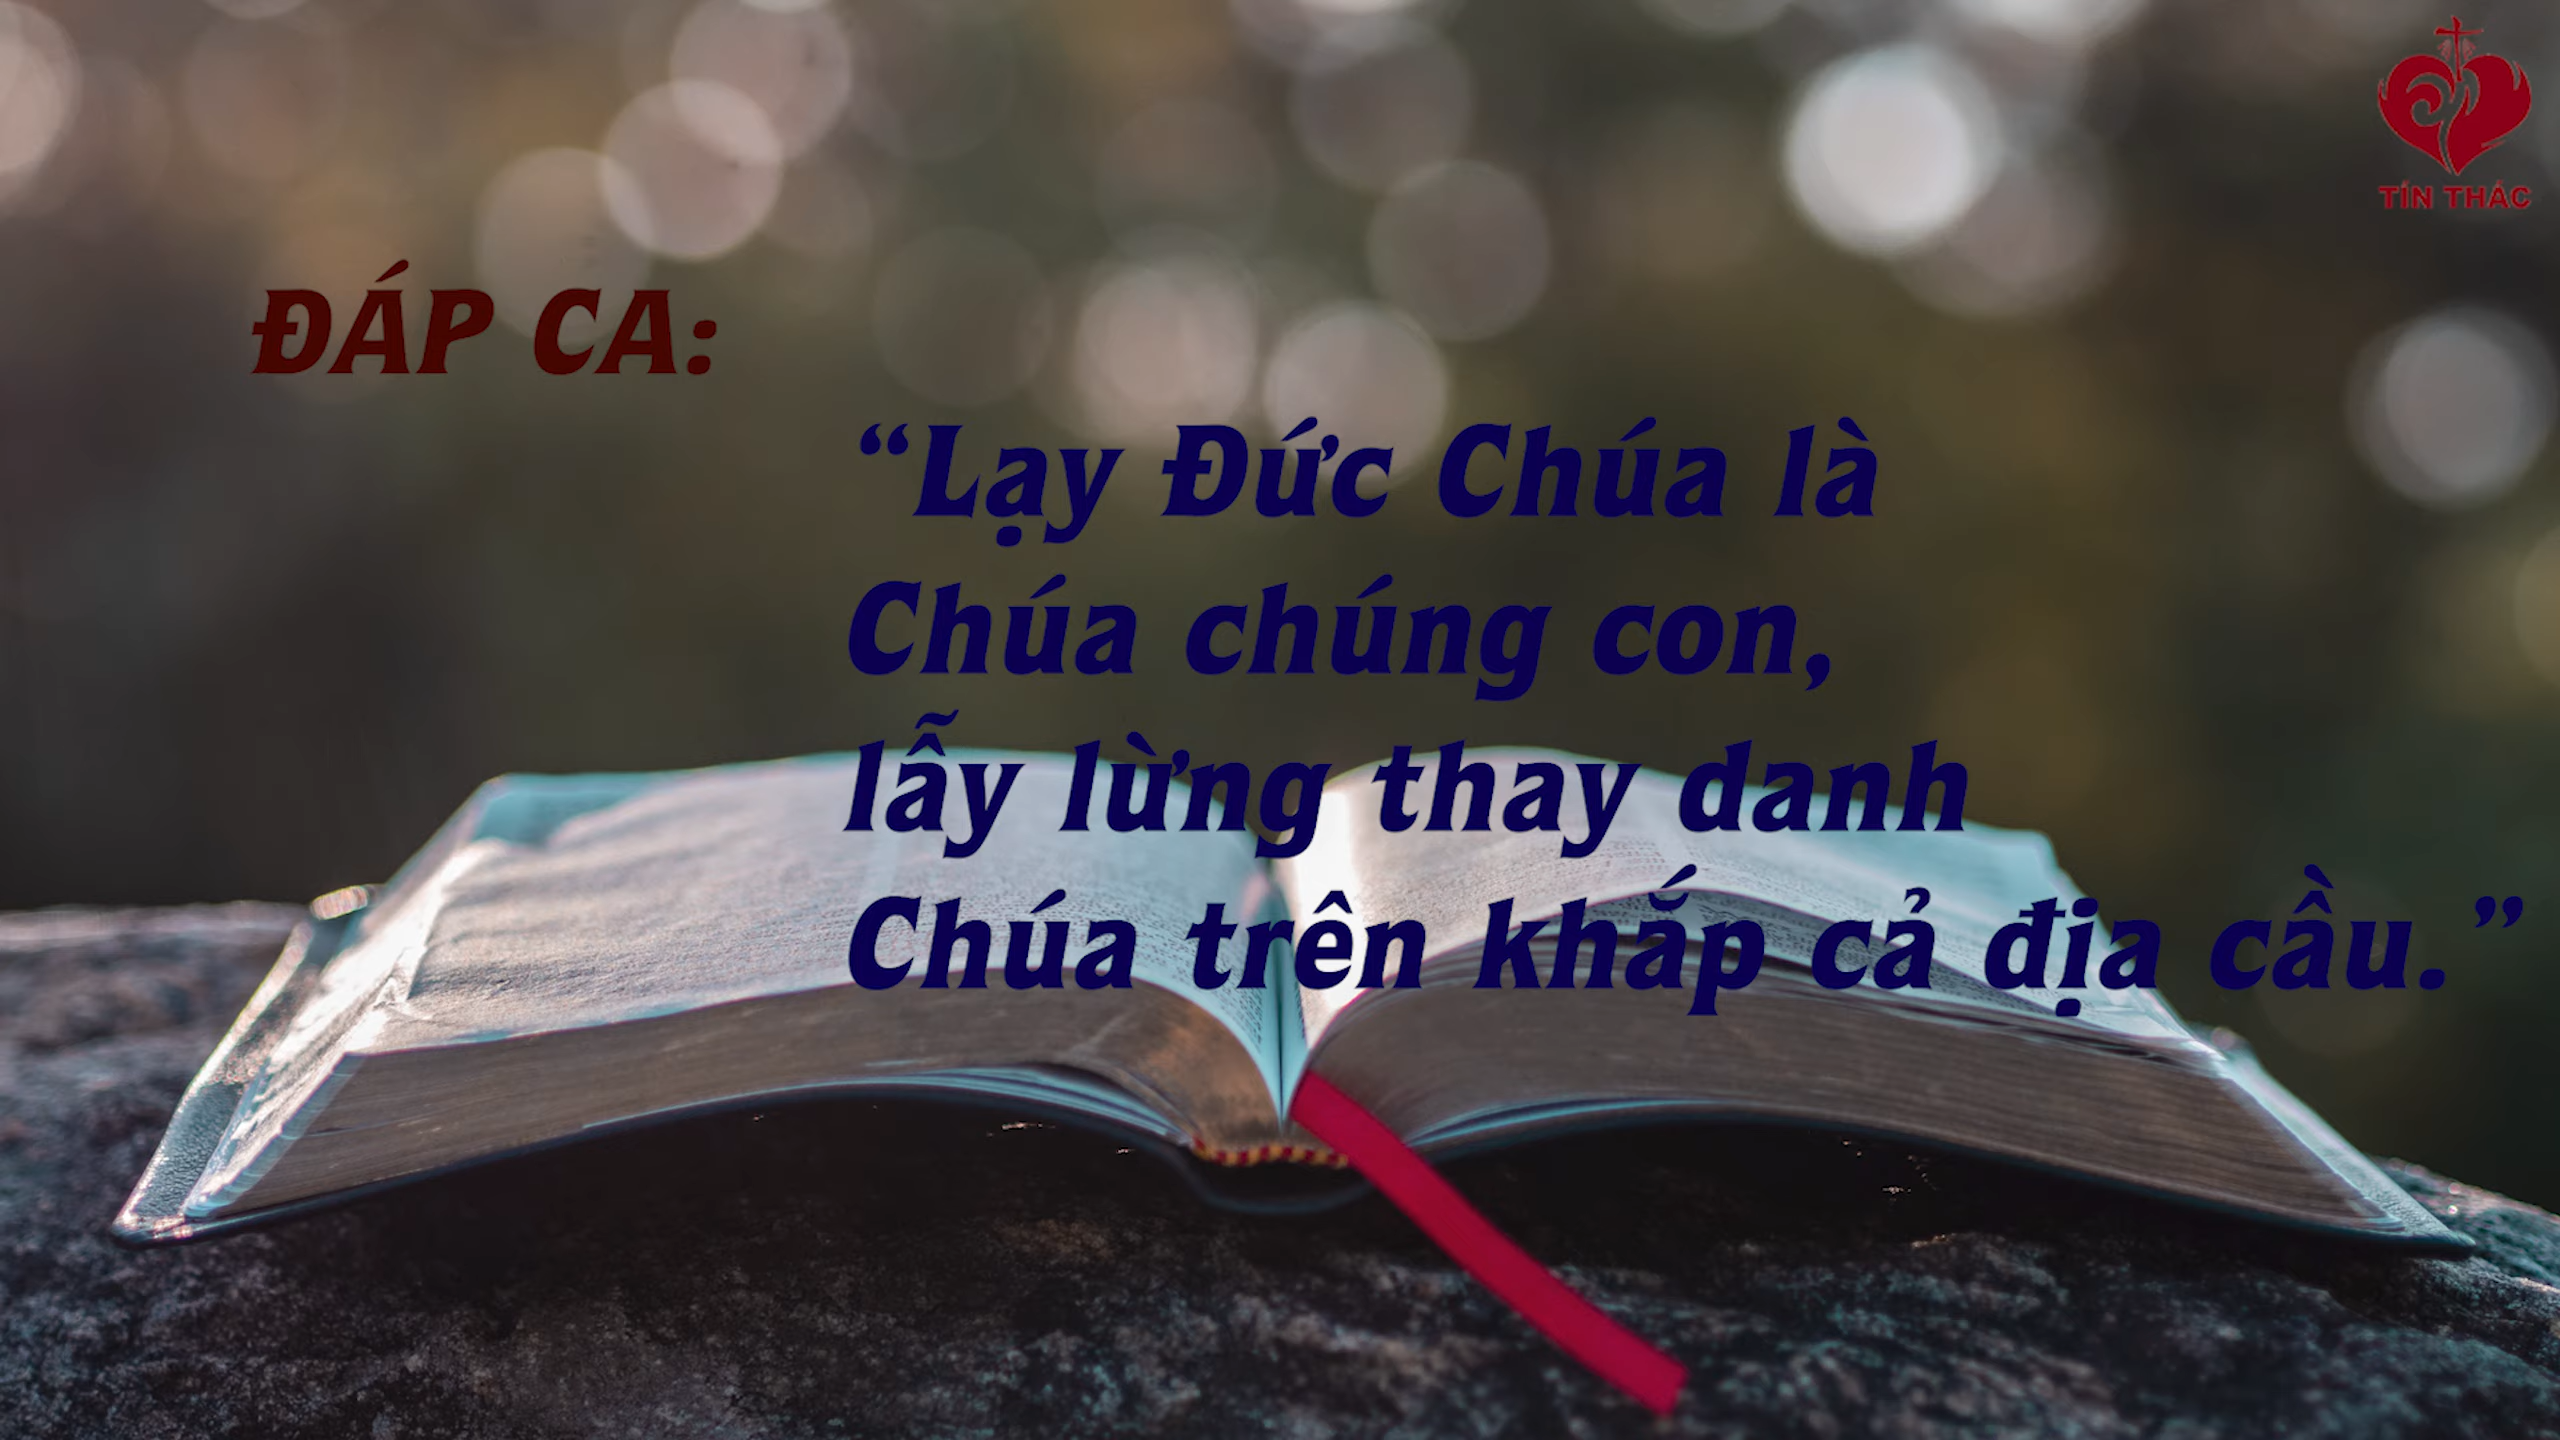 TÍN THÁC
ĐÁP CA:
“Lạy Đức Chúa là
Chúa chúng con,
lẫy lừng thay danh
Chúa trên khắp cả địa cầu.”